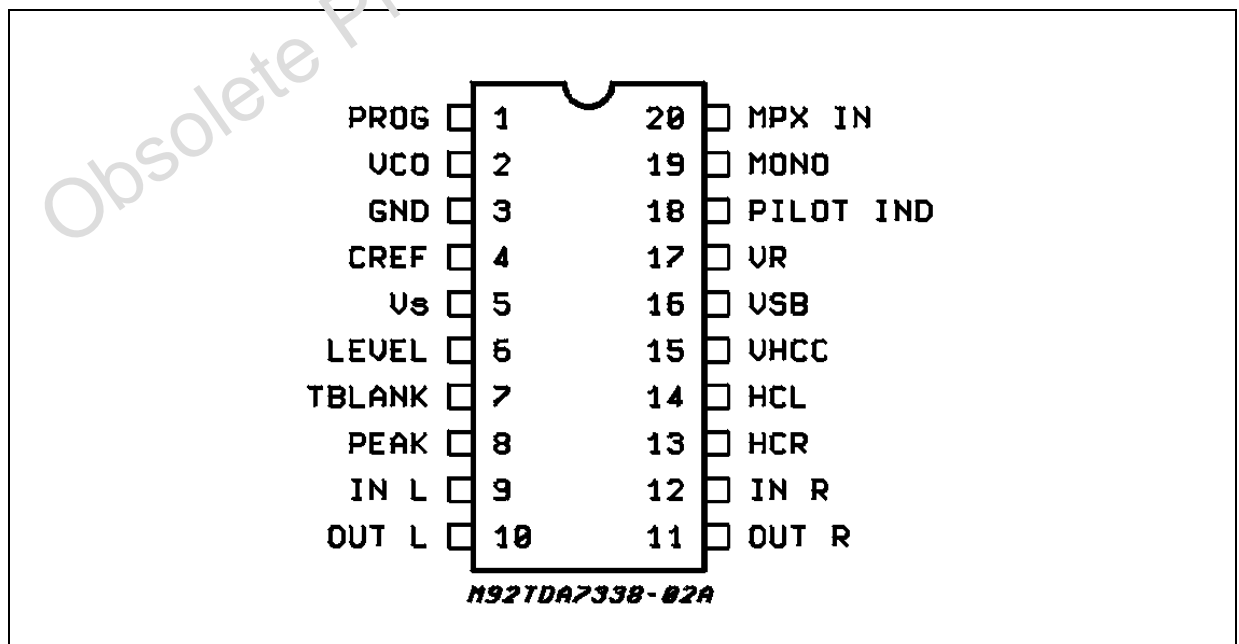 Obsolete
PROG 1 20 MPX IN
VCO 2 19 MONO
GND 3 18 PILOT IND
CREF 4 17 VR
Vs 5 16 VSB
LEVEL 6 15 VHCC
TBLANK 7 14 HCL
PEAK 8 13 HCR
IN L 9 12 IN R
OUT L 10 11 OUT R
M92TDA7338-02A